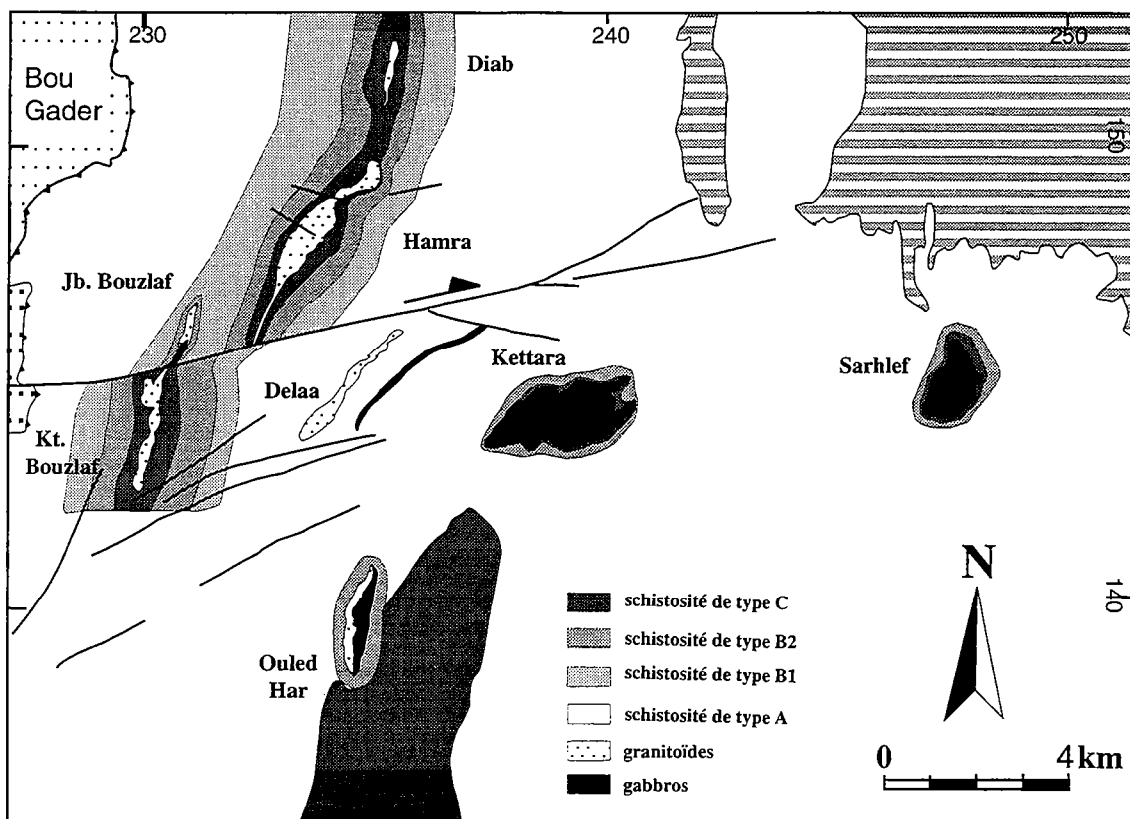 230
240
250
Bou
Gader
Diab
150
Hamra
Jb. Bouzlaf
Kettara
Sarhlef
Delaa
Kt.
Bouzlaf
N
140
schistosité de type C
schistosité de type B2
schistosité de type B1
schistosité de type A
granitoïdes
gabbros
Ouled
Har
0 4 km